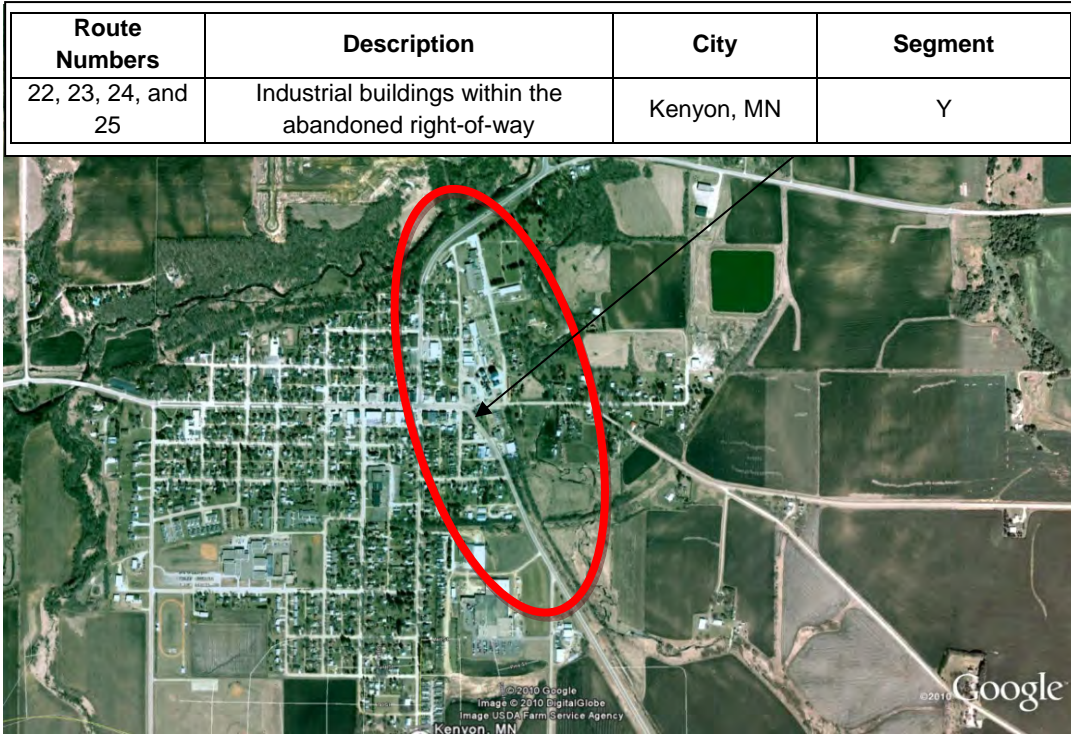 Route Numbers Description City Segment
22, 23, 24, and 25 Industrial buildings within the abandoned right-of-way Kenyon, MN Y
© 2010 Google
Image © 2010 DigitalGlobe
Image USDA Farm Service Agency
Kenyon, MN
©2010 Google